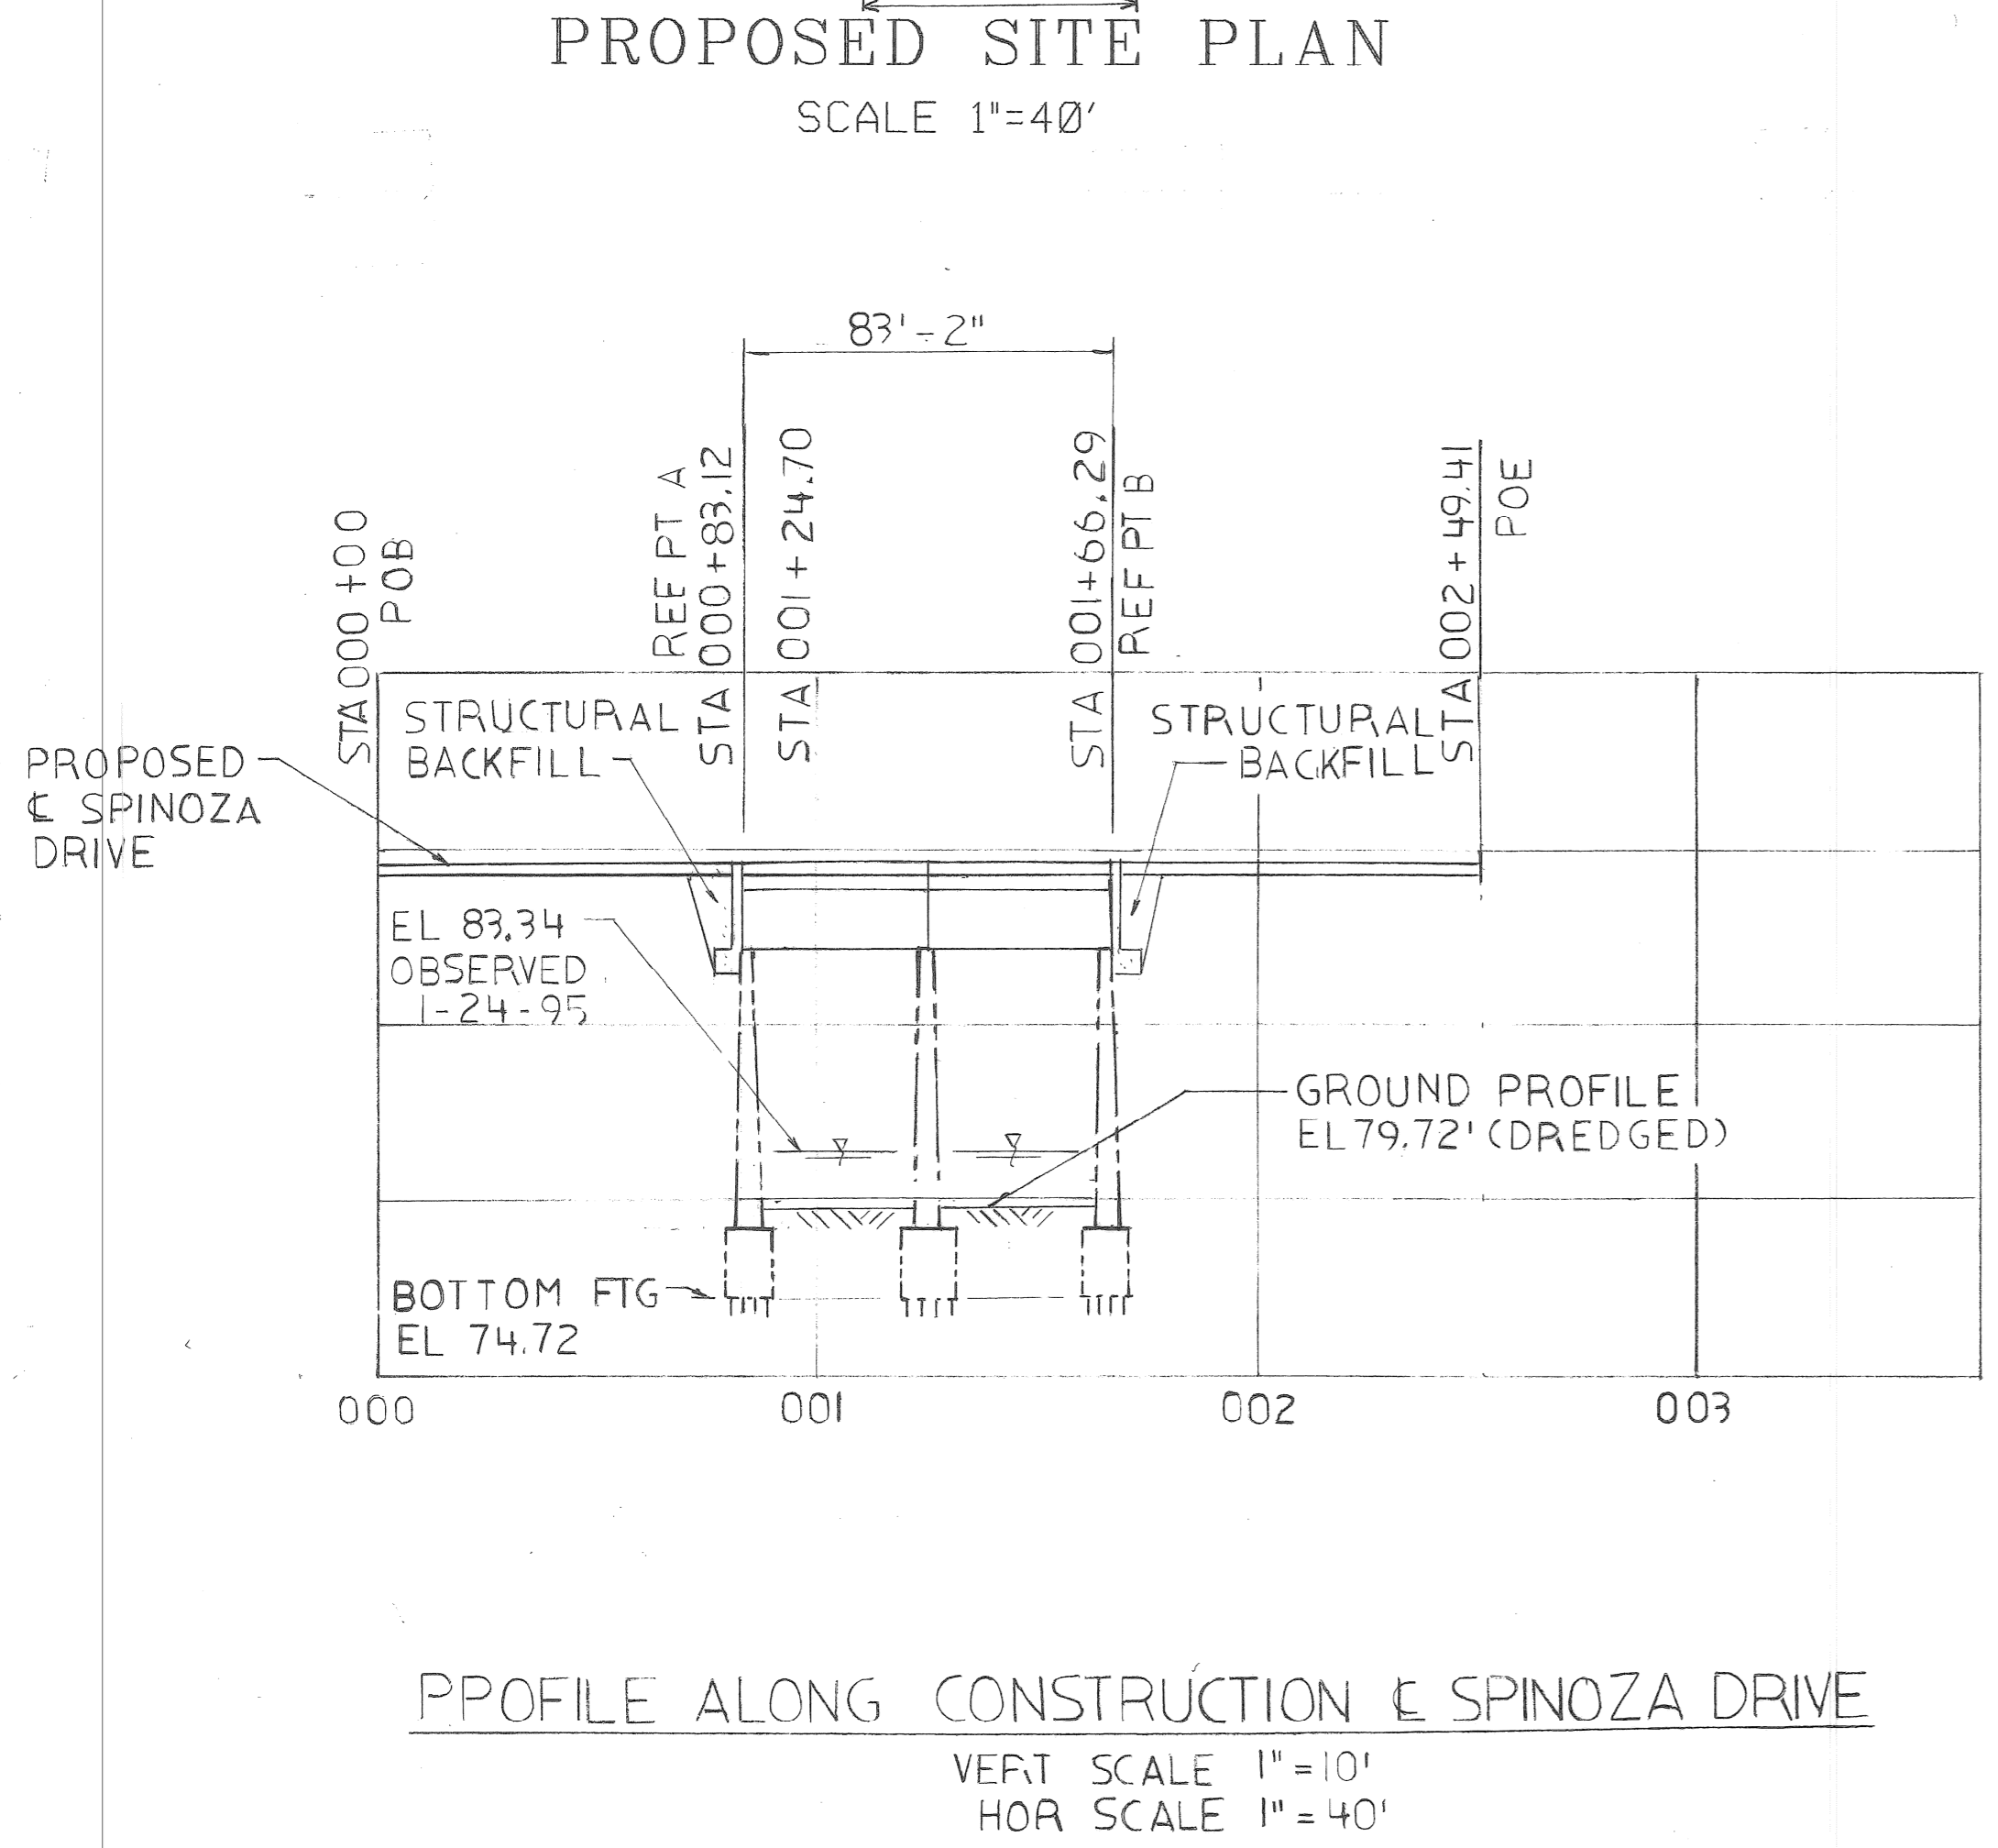 PROPOSED SITE PLAN
SCALE 1"=40'
83'-2"
STA 000+00
POB
REF PT A
STA 000+83.12
STA 001+24.70
STA 001+66.29
REF PT B
STA 002+49.41
POE
STRUCTURAL
BACKFILL
STRUCTURAL
BACKFILL
PROPOSED
℄ SPINOZA
DRIVE
EL 83.34
OBSERVED
1-24-95
GROUND PROFILE
EL 79.72' (DREDGED)
BOTTOM FTG
EL 74.72
000
001
002
003
PROFILE ALONG CONSTRUCTION ℄ SPINOZA DRIVE
VERT SCALE 1"=10'
HOR SCALE 1"=40'